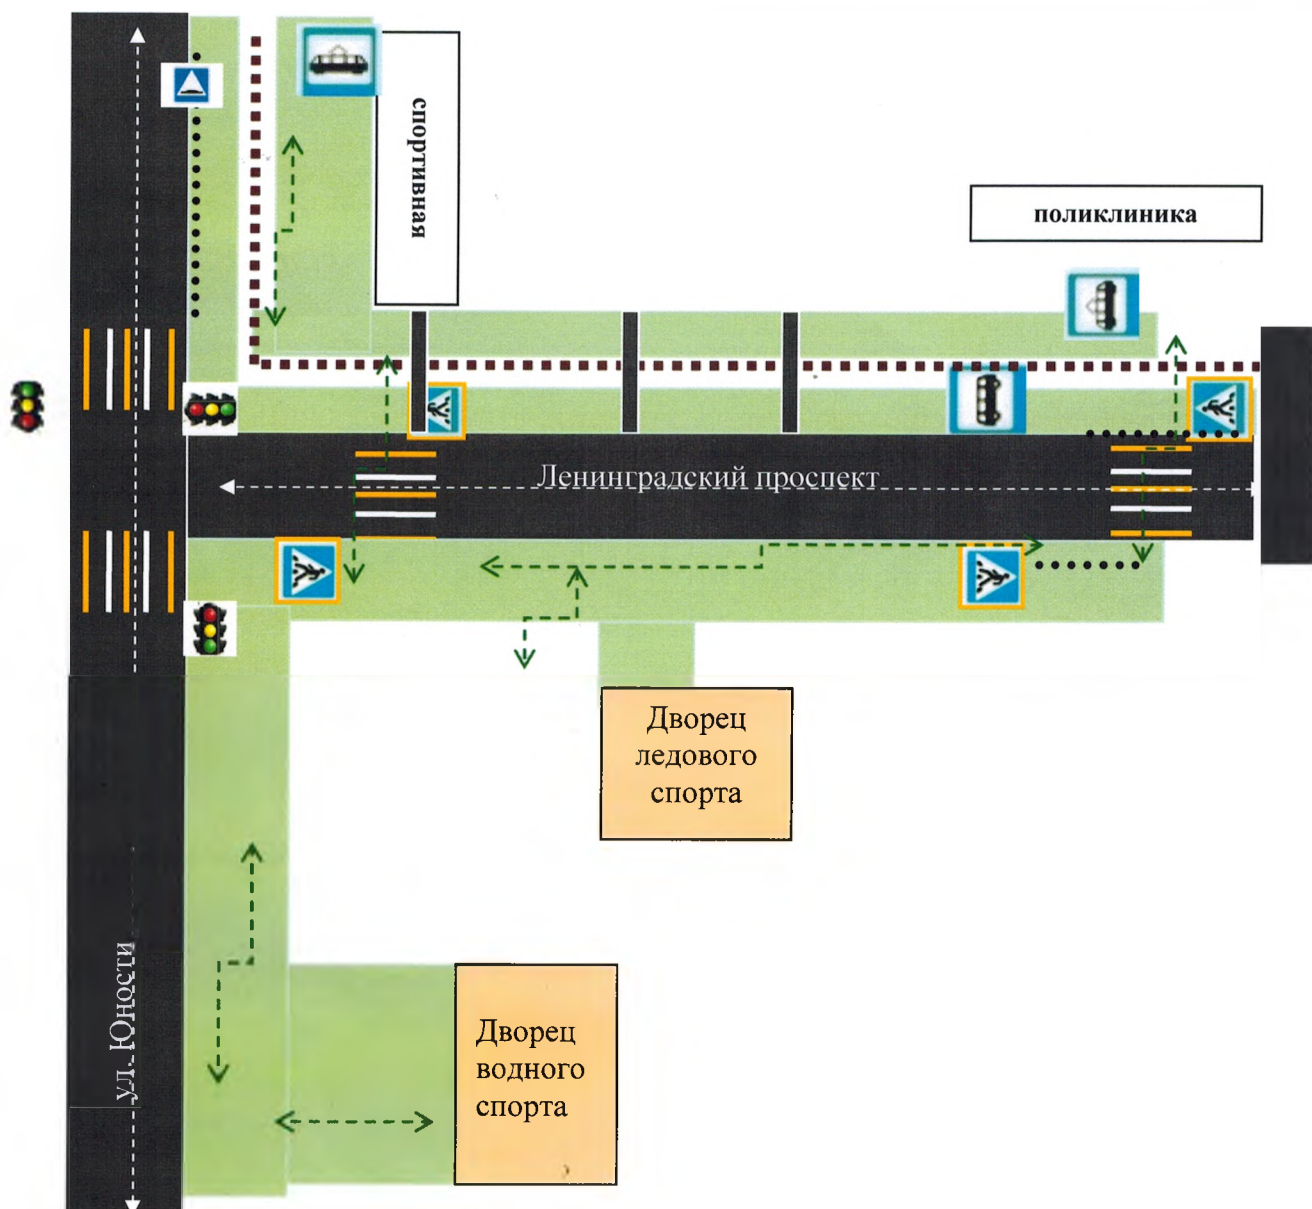 спортивная
поликлиника
Ленинградский проспект
Дворец
ледового
спорта
ул. Юности
Дворец
водного
спорта